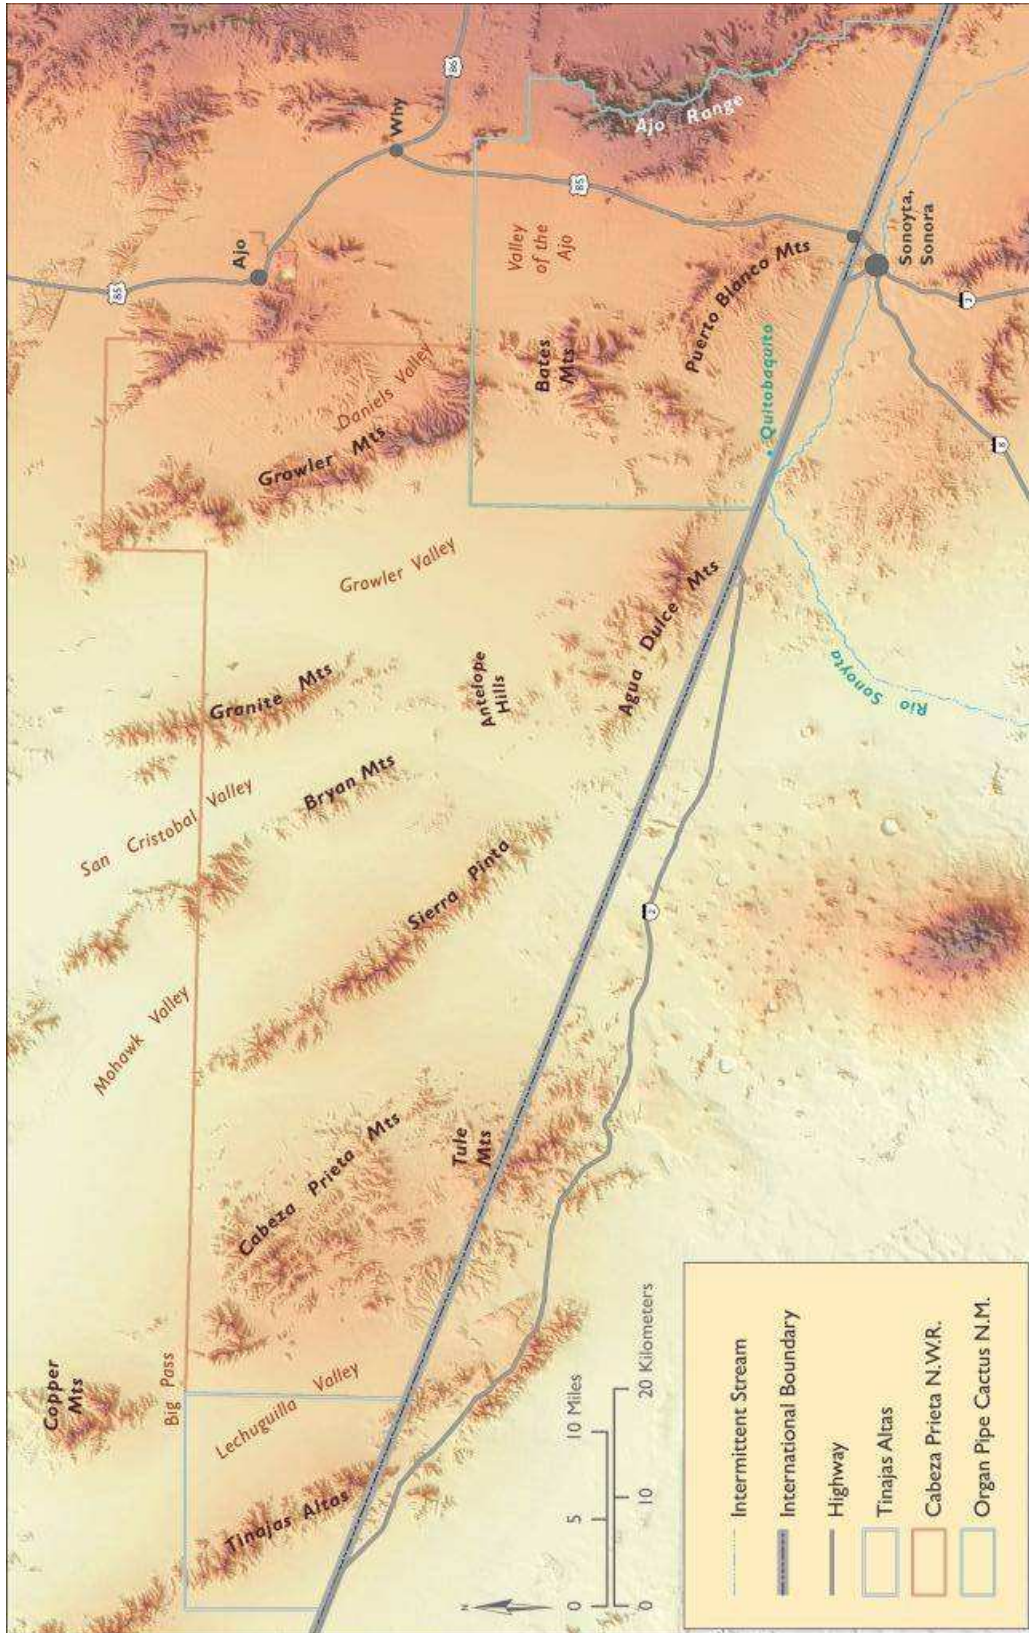 Copper
Mts
Big Pass
Mohawk Valley
San Cristobal Valley
85
Ajo
Granite Mts
Growler Mts
Daniels Valley
Why
86
Tinajas Altas
Lechuguilla Valley
Cabeza Prieta Mts
Sierra Pinta
Bryan Mts
Growler Valley
Tule
Mts
Antelope
Hills
Bates
Mts
Valley
of the
Ajo
85
Agua Dulce Mts
Puerto Blanco Mts
Ajo Range
Quitobaquito
N
0 5 10 Miles
0 10 20 Kilometers
2
Rio Sonoyta
Sonoyta,
Sonora
8
2
Intermittent Stream
International Boundary
Highway
Tinajas Altas
Cabeza Prieta N.W.R.
Organ Pipe Cactus N.M.